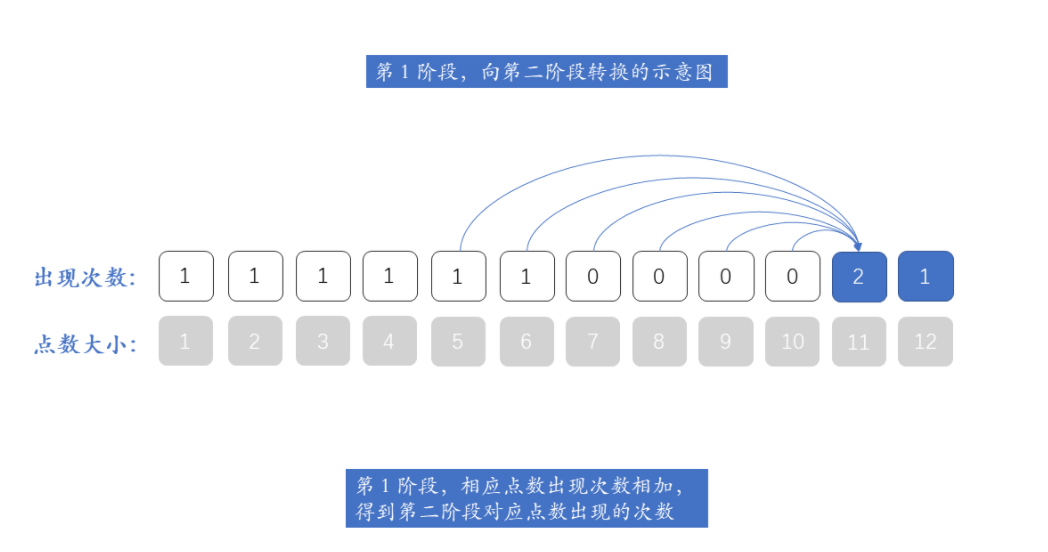 第1阶段，向第二阶段转换的示意图
出现次数： 1 1 1 1 1 1 0 0 0 0 2 1
点数大小： 1 2 3 4 5 6 7 8 9 10 11 12
第1阶段，相应点数出现次数相加，
得到第二阶段对应点数出现的次数